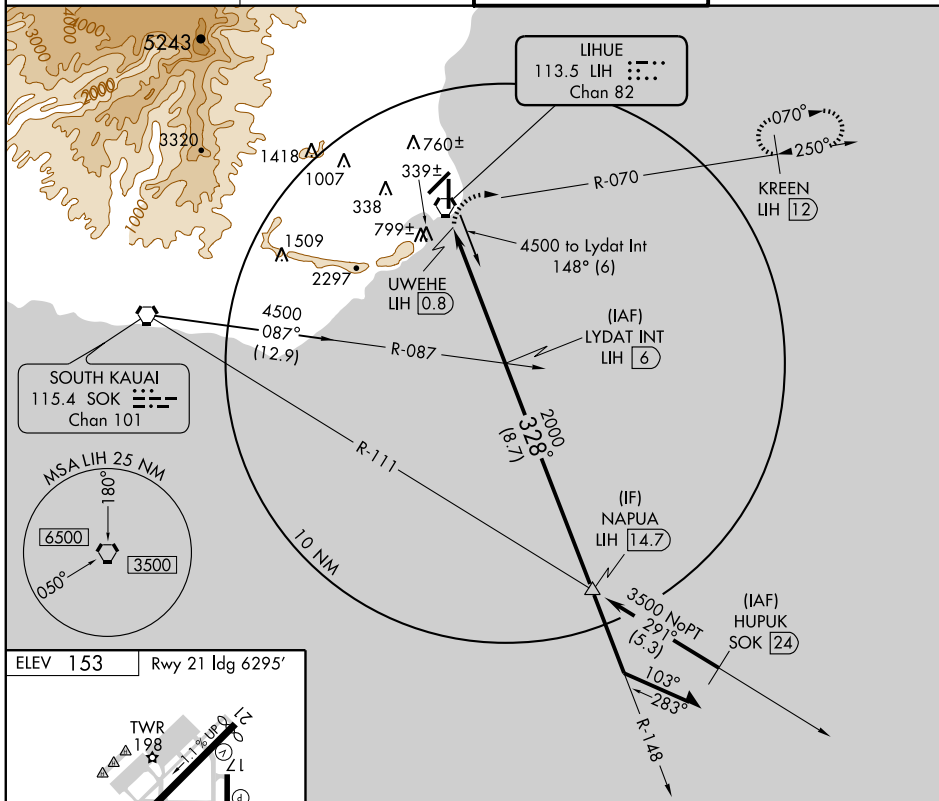 4000
3000
5243
2000
3320
1000
1418
1007
760±
339±
338
799±
1509
2297
LIHUE
113.5 LIH
Chan 82
070°
250°
R-070
KREEN
LIH 12
4500 to Lydat Int
148° (6)
UWEHE
LIH 0.8
4500
087°
(12.9)
R-087
(IAF)
LYDAT INT
LIH 6
SOUTH KAUAI
115.4 SOK
Chan 101
R-111
2000
328°
(8.7)
MSA LIH 25 NM
180°
6500
3500
050°
10 NM
(IF)
NAPUA
LIH 14.7
3500 NoPT
291°
(5.3)
(IAF)
HUPUK
SOK 24
103°
283°
R-148
ELEV 153
Rwy 21 ldg 6295'
TWR
198
1.1% UP
21
V
17
P